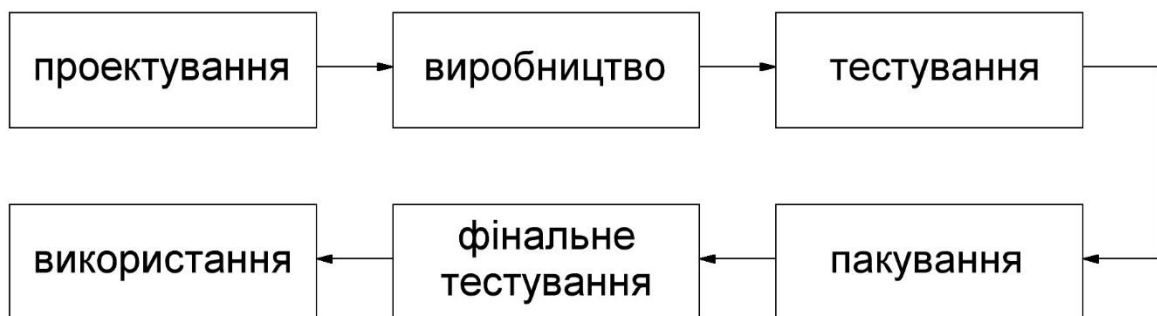 проектування
виробництво
тестування
пакування
фінальне
тестування
використання